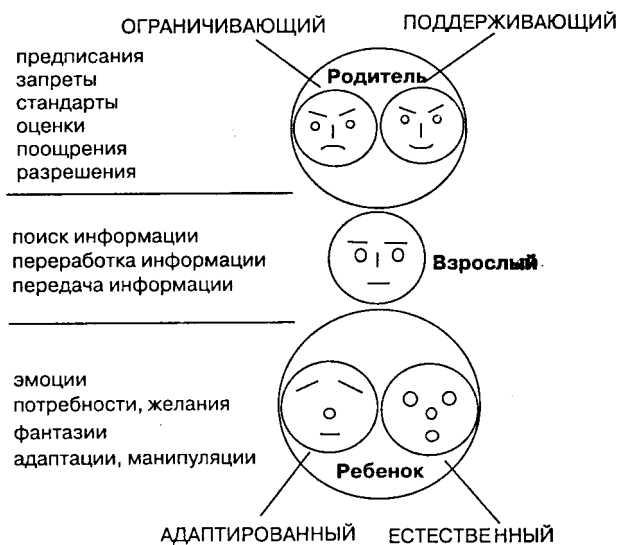 ОГРАНИЧИВАЮЩИЙ
ПОДДЕРЖИВАЮЩИЙ
предписания
запреты
стандарты
оценки
поощрения
разрешения
Родитель
поиск информации
переработка информации
передача информации
Взрослый
эмоции
потребности, желания
фантазии
адаптации, манипуляции
Ребенок
АДАПТИРОВАННЫЙ
ЕСТЕСТВЕННЫЙ